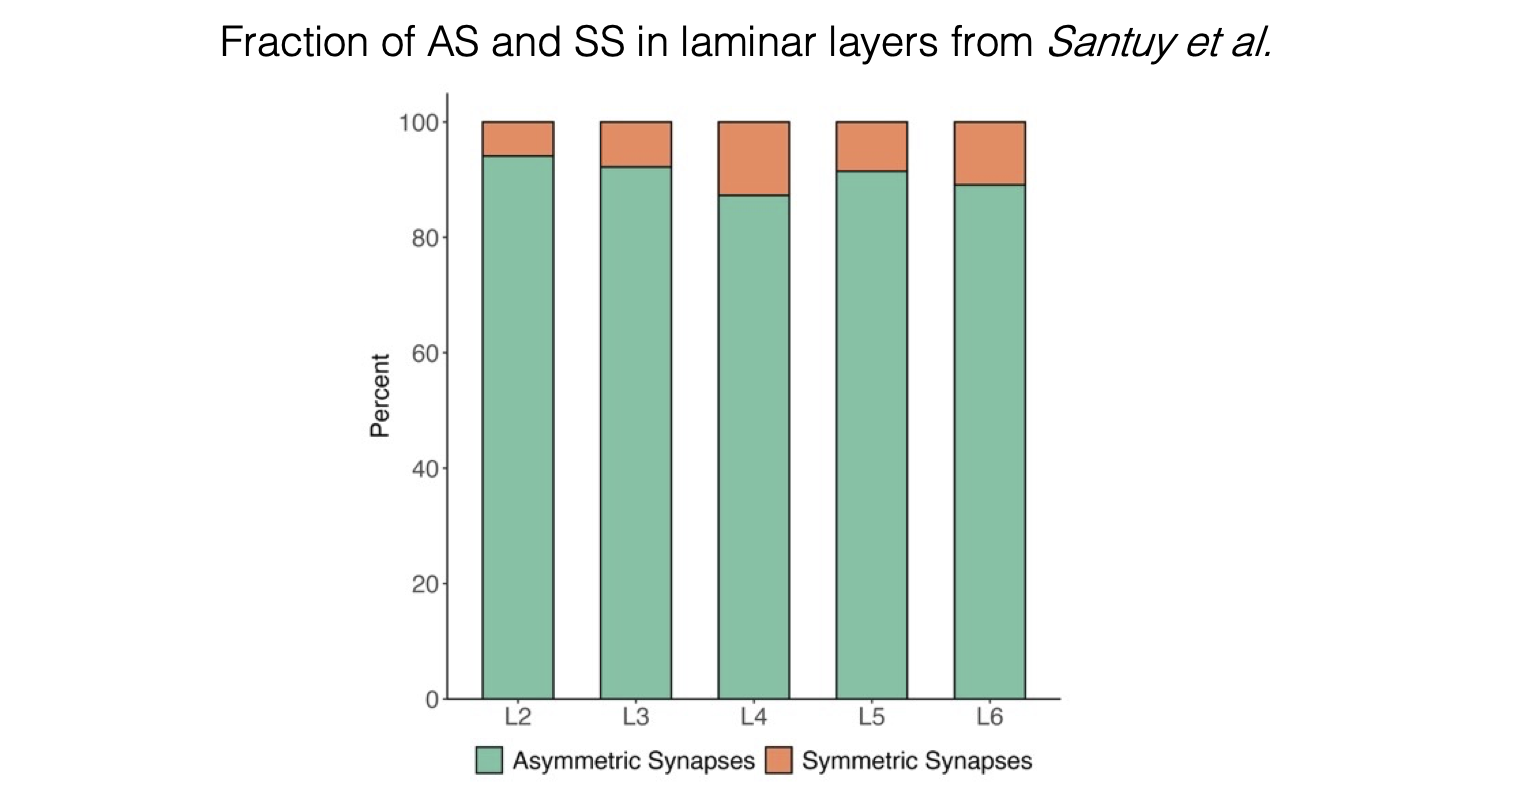 Fraction of AS and SS in laminar layers from Santuy et al.
100
80
60
40
20
0
Percent
L2 L3 L4 L5 L6
Asymmetric Synapses Symmetric Synapses